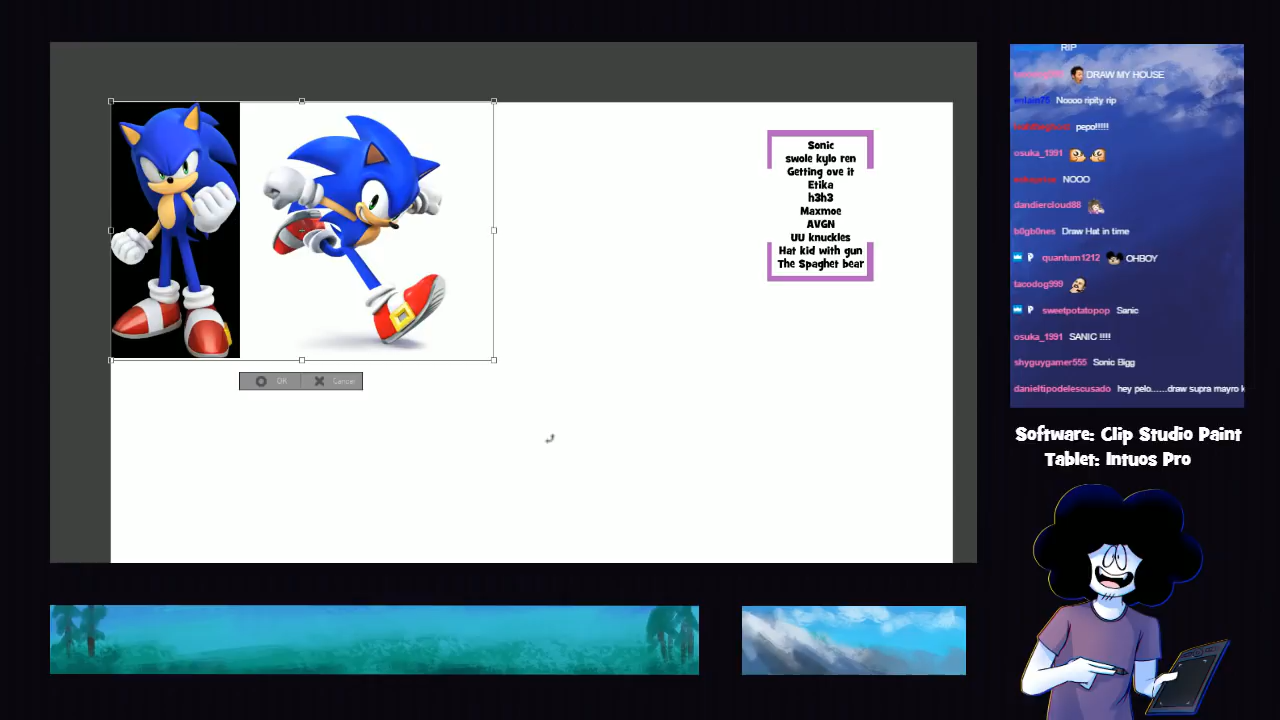 Sonic
swole kylo ren
Getting ove it
Etika
h3h3
Maxmoe
AVGN
UU knuckles
Hat kid with gun
The Spaghet bear
OK Cancel
RIP
DRAW MY HOUSE
Noooo ripity rip
pepo!!!!!
osuka_1991
NOOO
dandiercloud88
b0gb0nes Draw Hat in time
quantum1212 OHBOY
tacodog999
sweetpotatopop Sanic
osuka_1991 SANIC !!!!
shyguygamer555 Sonic Bigg
danieltipodelescusado hey pelo......draw supra mayro k
Software: Clip Studio Paint
Tablet: Intuos Pro